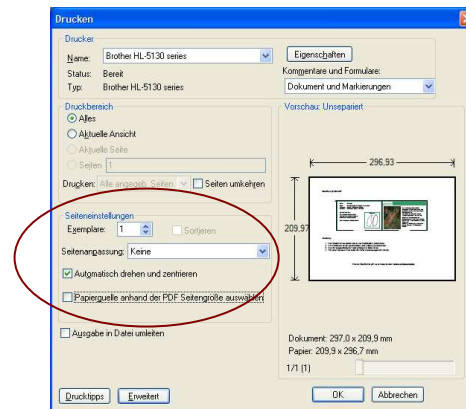 Drucken
Drucker
Name: Brother HL-5130 series
Eigenschaften
Status: Bereit
Kommentare und Formulare:
Typ: Brother HL-5130 series
Dokument und Markierungen
Druckbereich
Alles
Aktuelle Ansicht
Aktuelle Seite
Seiten 1
Drucken: Alle angegeb. Seiten
Seiten umkehren
Seiteneinstellungen
Exemplare: 1
Sortieren
Seitenanpassung: Keine
Automatisch drehen und zentrieren
Papierquelle anhand der PDF Seitengröße auswählen
Ausgabe in Datei umleiten
Vorschau: Unsepariert
296,93
209,97
Dokument: 297,0 x 209,9 mm
Papier: 209,9 x 296,7 mm
1/1 (1)
Drucktipps
Erweitert
OK
Abbrechen